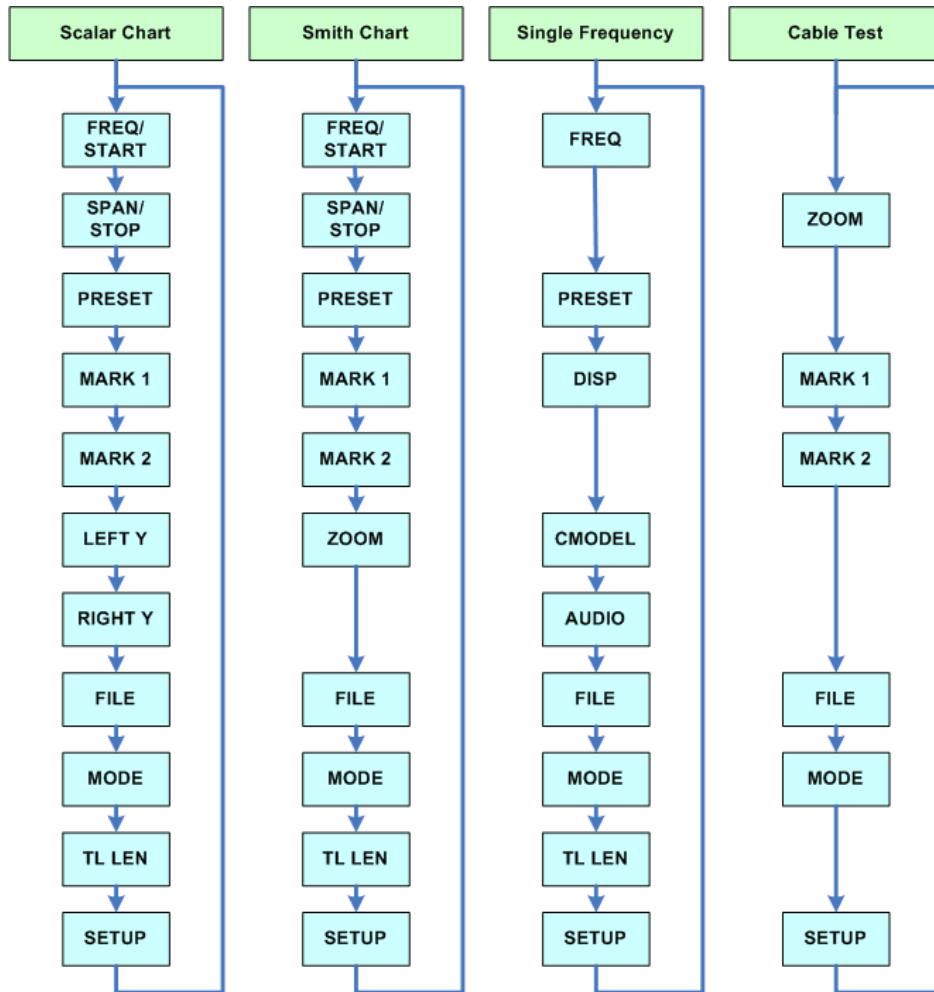 Scalar Chart
FREQ/
START
SPAN/
STOP
PRESET
MARK 1
MARK 2
LEFT Y
RIGHT Y
FILE
MODE
TL LEN
SETUP
Smith Chart
FREQ/
START
SPAN/
STOP
PRESET
MARK 1
MARK 2
ZOOM
FILE
MODE
TL LEN
SETUP
Single Frequency
FREQ
PRESET
DISP
CMODEL
AUDIO
FILE
MODE
TL LEN
SETUP
Cable Test
ZOOM
MARK 1
MARK 2
FILE
MODE
SETUP